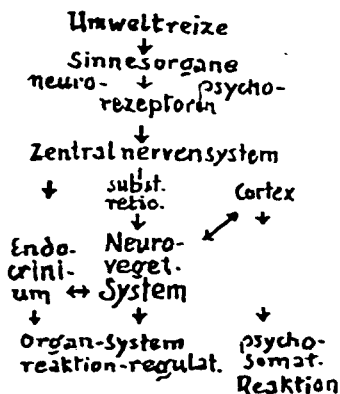 Umweltreize
Sinnesorgane
neuro- psycho-
rezeptoren
Zentralnervensystem
subst. Cortex
retic.
Endo- Neuro-
crini- veget.
um System
Organ-System psycho-
reaktion-regulat. somat.
Reaktion